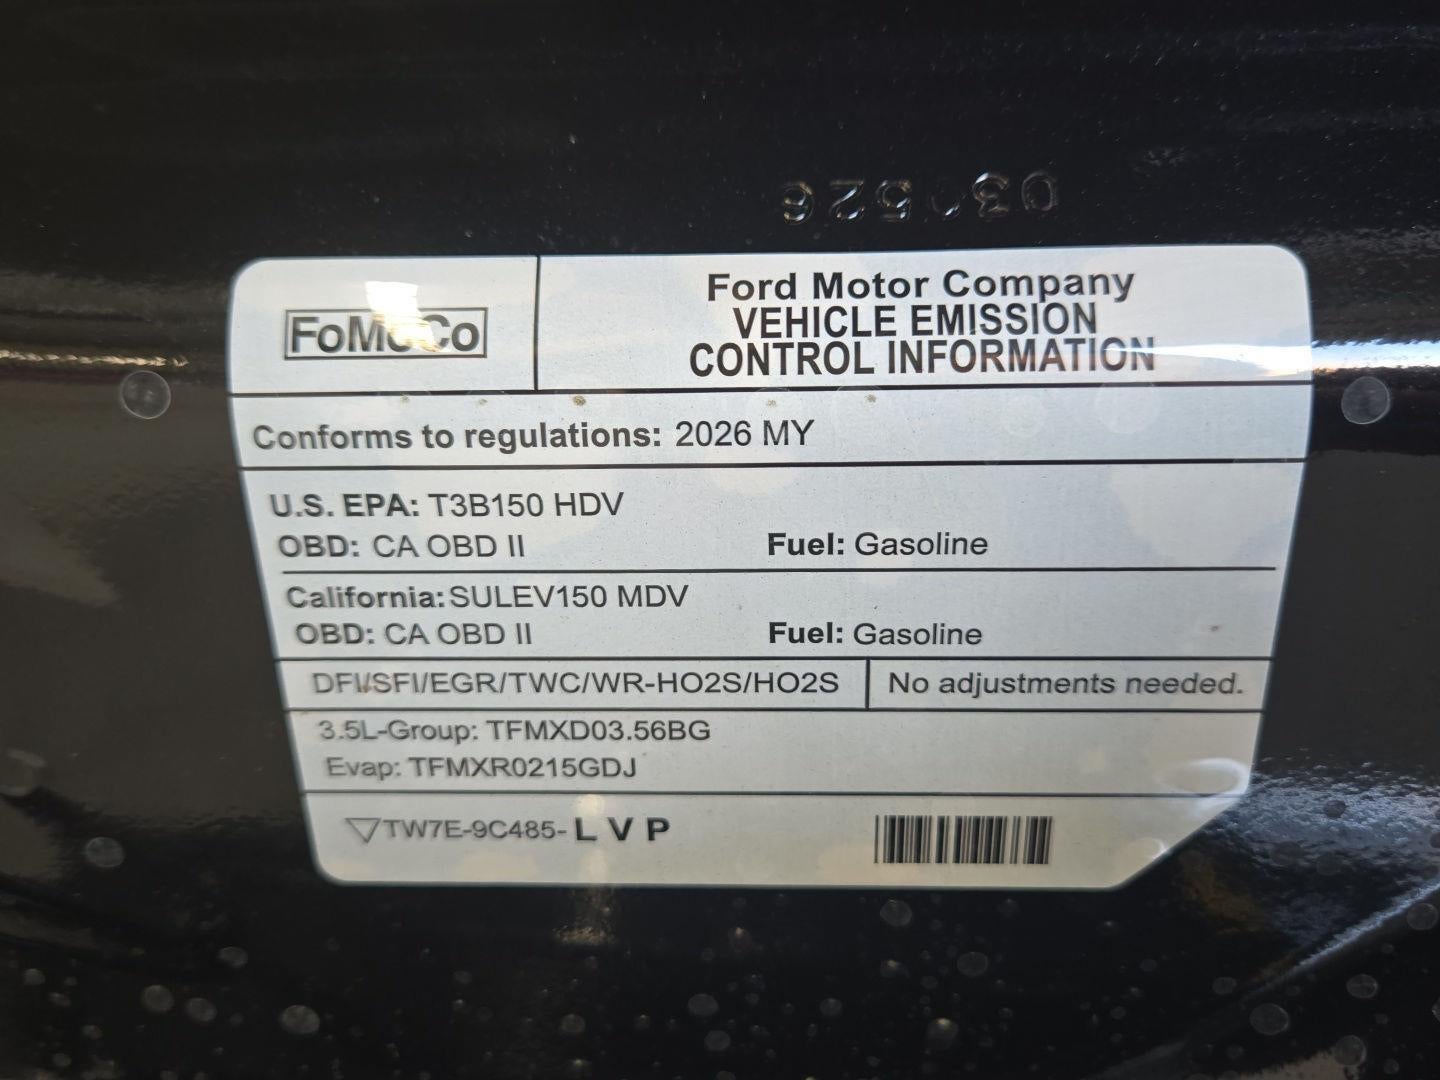 030526
FoMoCo
Ford Motor Company
VEHICLE EMISSION
CONTROL INFORMATION
Conforms to regulations: 2026 MY
U.S. EPA: T3B150 HDV
OBD: CA OBD II Fuel: Gasoline
California: SULEV150 MDV
OBD: CA OBD II Fuel: Gasoline
DFI/SFI/EGR/TWC/WR-HO2S/HO2S No adjustments needed.
3.5L-Group: TFMXD03.56BG
Evap: TFMXR0215GDJ
TW7E-9C485- L V P